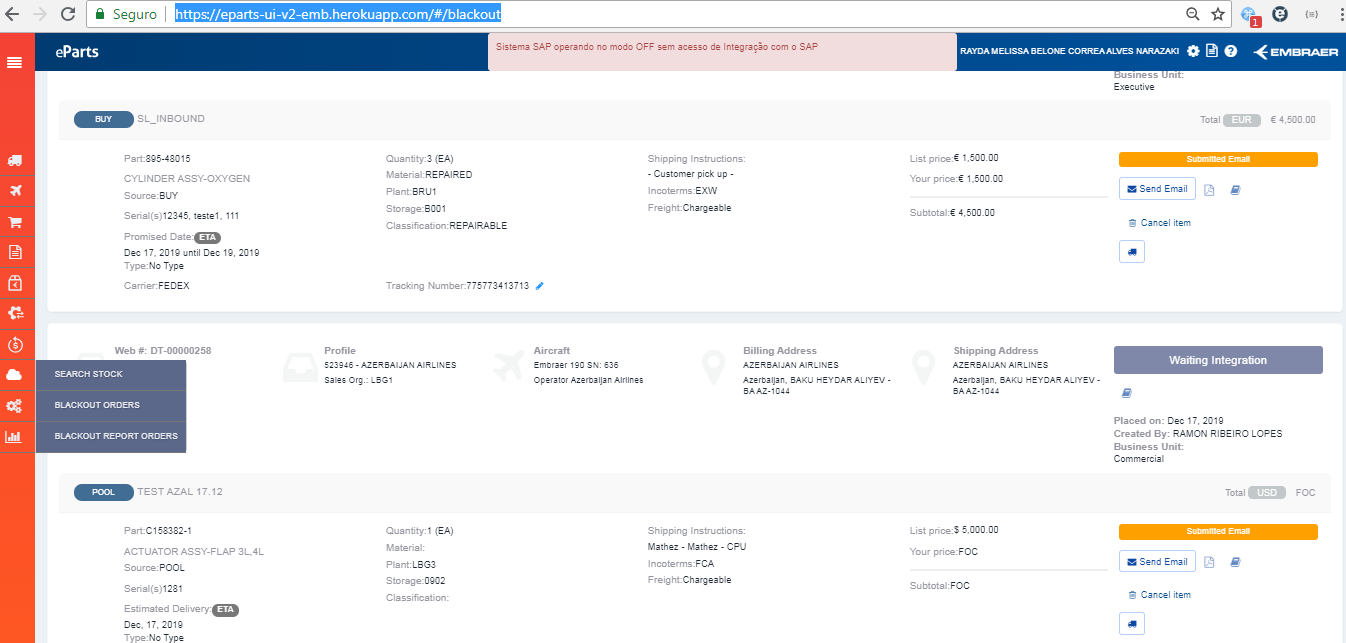 Seguro
https://eparts-ui-v2-emb.herokuapp.com/#/blackout
1
eParts
Sistema SAP operando no modo OFF sem acesso de Integração com o SAP
RAYDA MELISSA BELONE CORREA ALVES NARAZAKI
EMBRAER
Business Unit:
Executive
BUY SL_INBOUND
Total EUR € 4,500.00
Part:895-48015
CYLINDER ASSY-OXYGEN
Source:BUY
Serial(s)12345, teste1, 111
Promised Date: ETA
Dec 17, 2019 until Dec 19, 2019
Type:No Type
Carrier:FEDEX
Quantity:3 (EA)
Material:REPAIRED
Plant:BRU1
Storage:B001
Classification:REPAIRABLE
Tracking Number:775773413713
Shipping Instructions:
- Customer pick up -
Incoterms:EXW
Freight:Chargeable
List price:€ 1,500.00
Your price:€ 1,500.00
Subtotal:€ 4,500.00
Submitted Email
Send Email
Cancel item
Web #: DT-00000258
SEARCH STOCK
BLACKOUT ORDERS
BLACKOUT REPORT ORDERS
Profile
523946 - AZERBAIJAN AIRLINES
Sales Org.: LBG1
Aircraft
Embraer 190 SN: 636
Operator Azerbaijan Airlines
Billing Address
AZERBAIJAN AIRLINES
Azerbaijan, BAKU HEYDAR ALIYEV -
BA AZ-1044
Shipping Address
AZERBAIJAN AIRLINES
Azerbaijan, BAKU HEYDAR ALIYEV -
BA AZ-1044
Waiting Integration
Placed on: Dec 17, 2019
Created By: RAMON RIBEIRO LOPES
Business Unit:
Commercial
POOL TEST AZAL 17.12
Total USD FOC
Part:C158382-1
ACTUATOR ASSY-FLAP 3L,4L
Source:POOL
Serial(s)1281
Estimated Delivery: ETA
Dec, 17, 2019
Type:No Type
Quantity:1 (EA)
Material:
Plant:LBG3
Storage:0902
Classification:
Shipping Instructions:
Mathez - Mathez - CPU
Incoterms:FCA
Freight:Chargeable
List price:$ 5,000.00
Your price:FOC
Subtotal:FOC
Submitted Email
Send Email
Cancel item